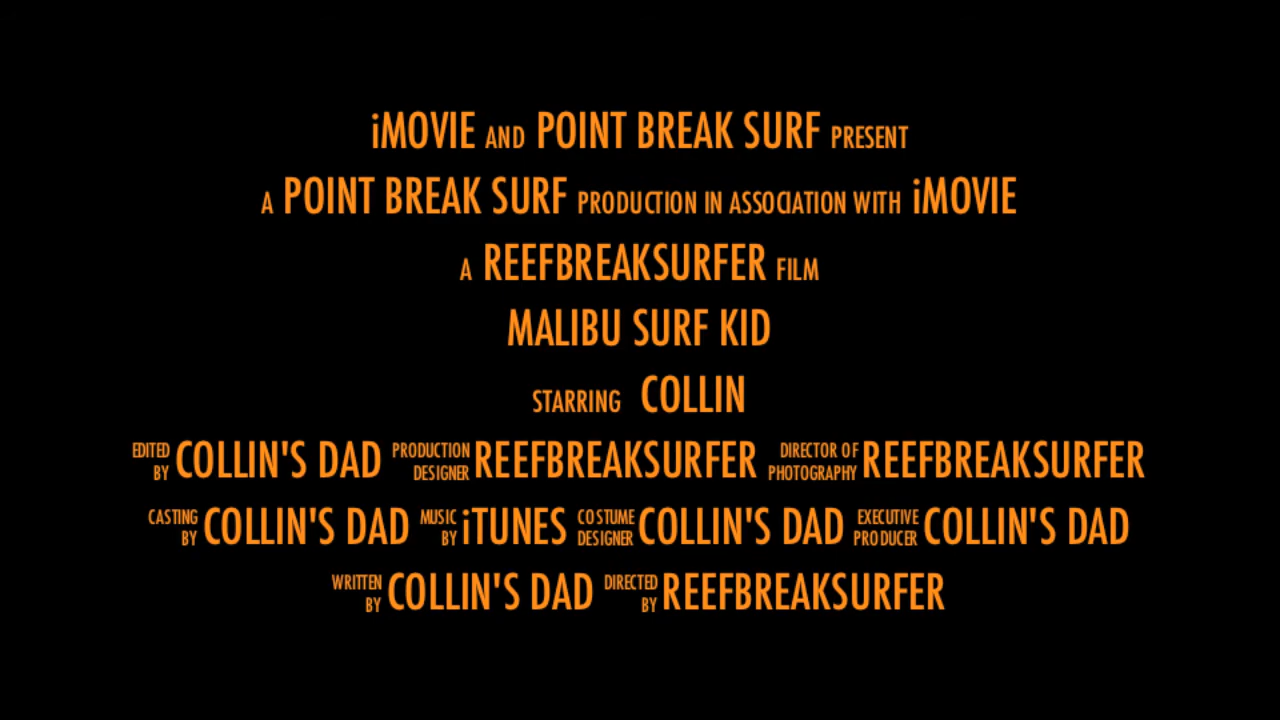 iMOVIE AND POINT BREAK SURF PRESENT
A POINT BREAK SURF PRODUCTION IN ASSOCIATION WITH iMOVIE
A REEFBREAKSURFER FILM
MALIBU SURF KID
STARRING COLLIN
EDITED BY COLLIN'S DAD PRODUCTION DESIGNER REEFBREAKSURFER DIRECTOR OF PHOTOGRAPHY REEFBREAKSURFER
CASTING BY COLLIN'S DAD MUSIC BY iTUNES COSTUME DESIGNER COLLIN'S DAD EXECUTIVE PRODUCER COLLIN'S DAD
WRITTEN BY COLLIN'S DAD DIRECTED BY REEFBREAKSURFER